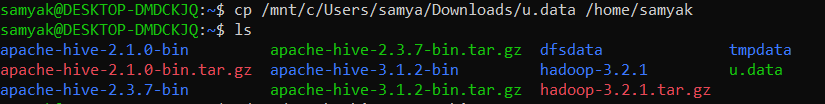 samyak@DESKTOP-DMDCKJQ:~$ cp /mnt/c/Users/samya/Downloads/u.data /home/samyak
samyak@DESKTOP-DMDCKJQ:~$ ls
apache-hive-2.1.0-bin apache-hive-2.3.7-bin.tar.gz dfsdata tmpdata
apache-hive-2.1.0-bin.tar.gz apache-hive-3.1.2-bin hadoop-3.2.1 u.data
apache-hive-2.3.7-bin apache-hive-3.1.2-bin.tar.gz hadoop-3.2.1.tar.gz